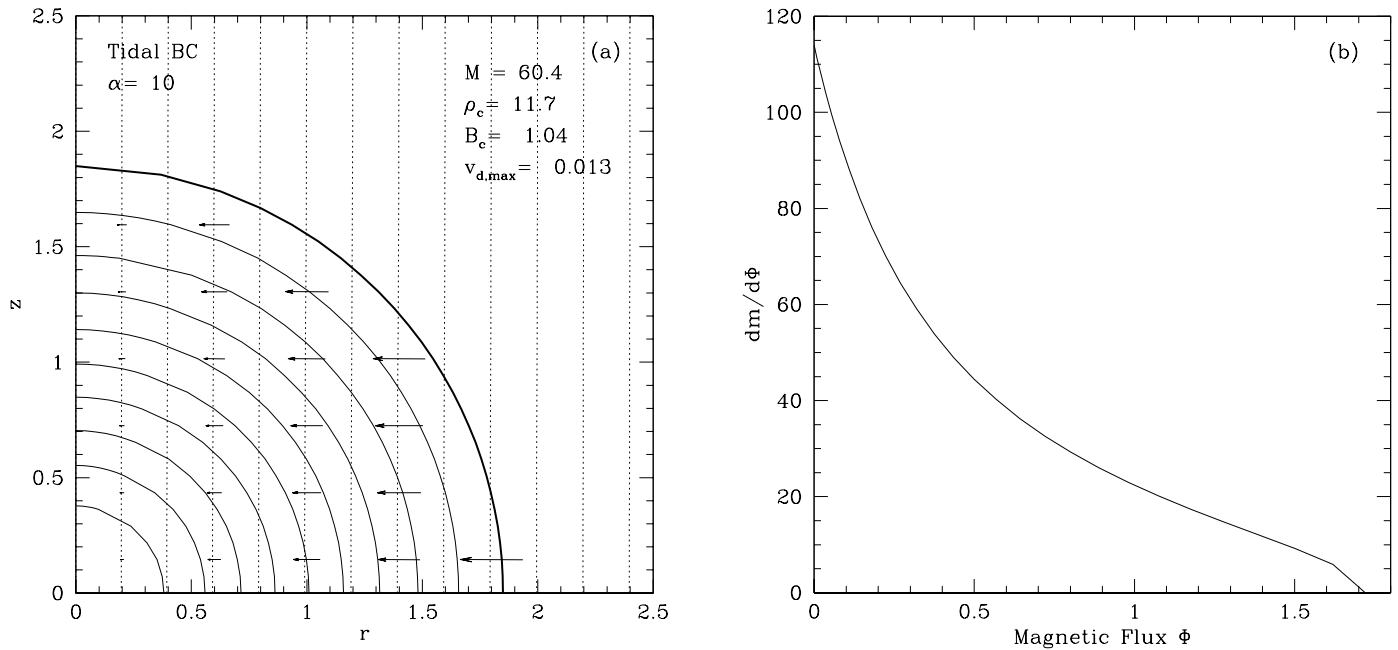 Tidal BC
α= 10
(a)
M = 60.4
ρc= 11.7
Bc= 1.04
vd,max= 0.013
2.5
2
1.5
1
0.5
0
z
0 0.5 1 1.5 2 2.5
r
(b)
120
100
80
60
40
20
0
dm/dΦ
0 0.5 1 1.5
Magnetic Flux Φ